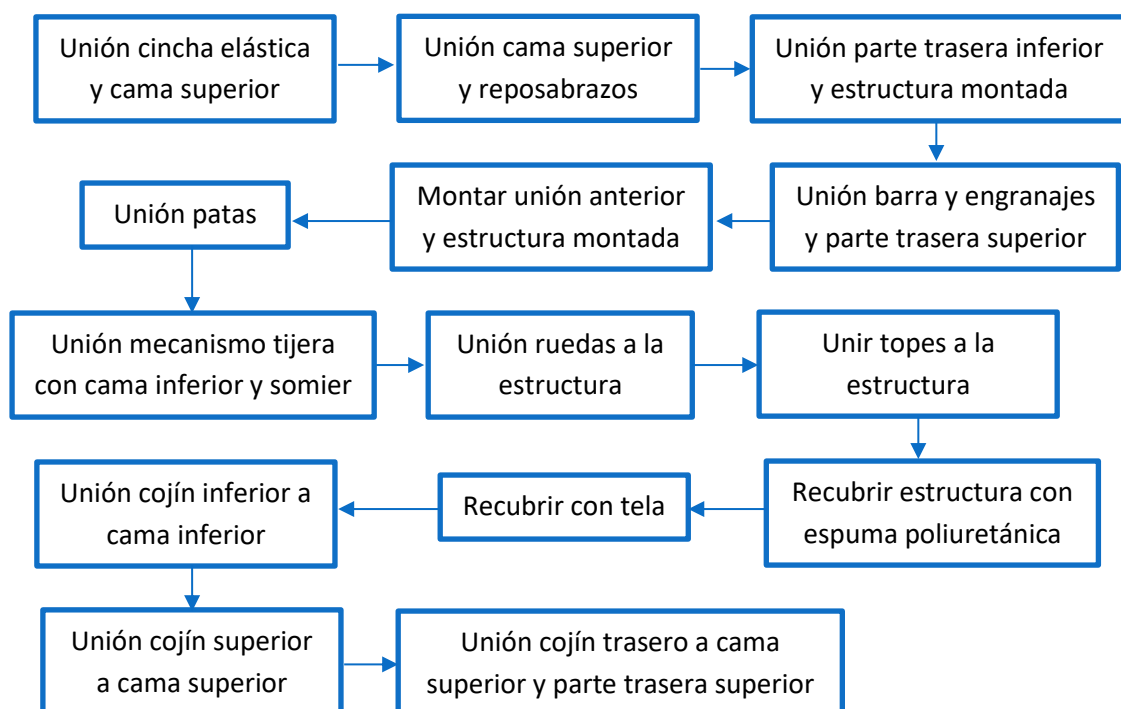 Unión cincha elástica
y cama superior
Unión cama superior
y reposabrazos
Unión parte trasera inferior
y estructura montada
Unión barra y engranajes
y parte trasera superior
Montar unión anterior
y estructura montada
Unión patas
Unión mecanismo tijera
con cama inferior y somier
Unión ruedas a la
estructura
Unir topes a la
estructura
Recubrir estructura con
espuma poliuretánica
Recubrir con tela
Unión cojín inferior a
cama inferior
Unión cojín superior
a cama superior
Unión cojín trasero a cama
superior y parte trasera superior